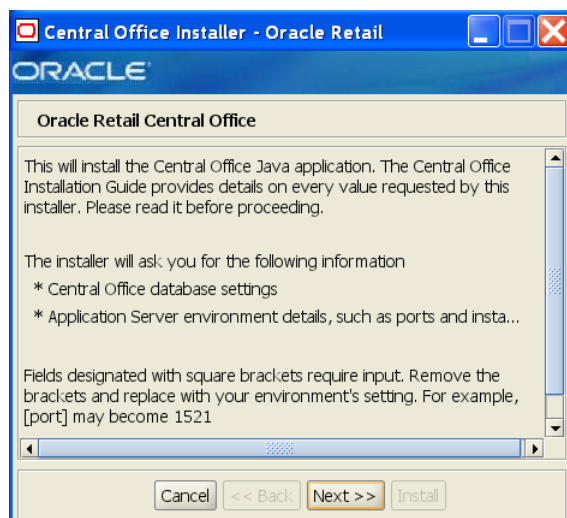 Central Office Installer - Oracle Retail
ORACLE
Oracle Retail Central Office
This will install the Central Office Java application. The Central Office
Installation Guide provides details on every value requested by this
installer. Please read it before proceeding.
The installer will ask you for the following information
* Central Office database settings
* Application Server environment details, such as ports and insta...
Fields designated with square brackets require input. Remove the
brackets and replace with your environment's setting. For example,
[port] may become 1521
Cancel << Back Next >> Install